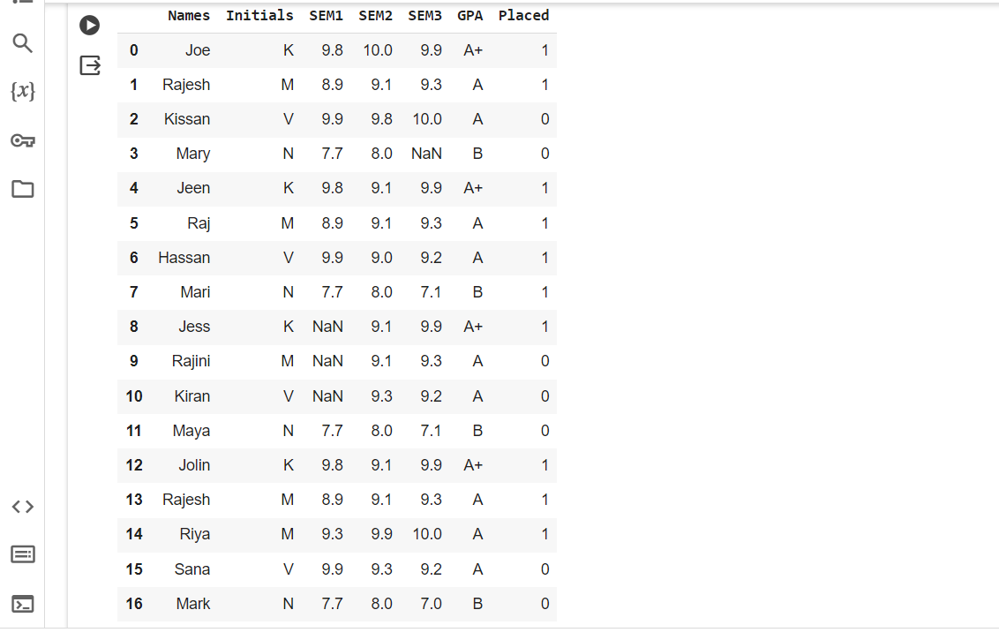 Names Initials SEM1 SEM2 SEM3 GPA Placed
0 Joe K 9.8 10.0 9.9 A+ 1
1 Rajesh M 8.9 9.1 9.3 A 1
2 Kissan V 9.9 9.8 10.0 A 0
{x}
3 Mary N 7.7 8.0 NaN B 0
4 Jeen K 9.8 9.1 9.9 A+ 1
5 Raj M 8.9 9.1 9.3 A 1
6 Hassan V 9.9 9.0 9.2 A 1
7 Mari N 7.7 8.0 7.1 B 1
8 Jess K NaN 9.1 9.9 A+ 1
9 Rajini M NaN 9.1 9.3 A 0
10 Kiran V NaN 9.3 9.2 A 0
11 Maya N 7.7 8.0 7.1 B 0
12 Jolin K 9.8 9.1 9.9 A+ 1
13 Rajesh M 8.9 9.1 9.3 A 1
14 Riya M 9.3 9.9 10.0 A 1
15 Sana V 9.9 9.3 9.2 A 0
16 Mark N 7.7 8.0 7.0 B 0